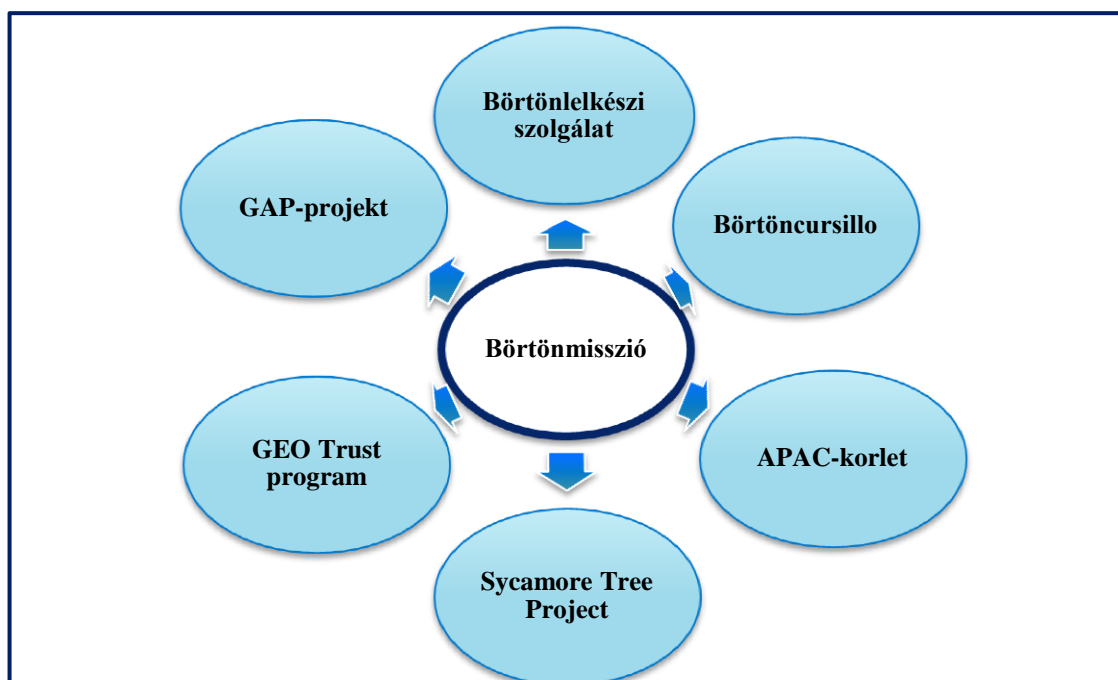 Börtönlelkészi
szolgálat
GAP-projekt
Börtöncursillo
Börtönmisszió
GEO Trust
program
APAC-korlet
Sycamore Tree
Project